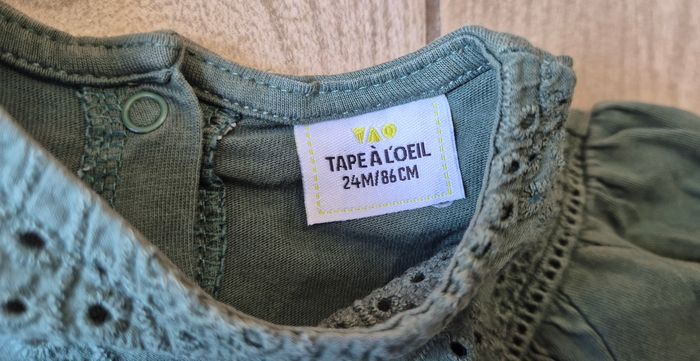 TAO
TAPE À L'OEIL
24M/86CM